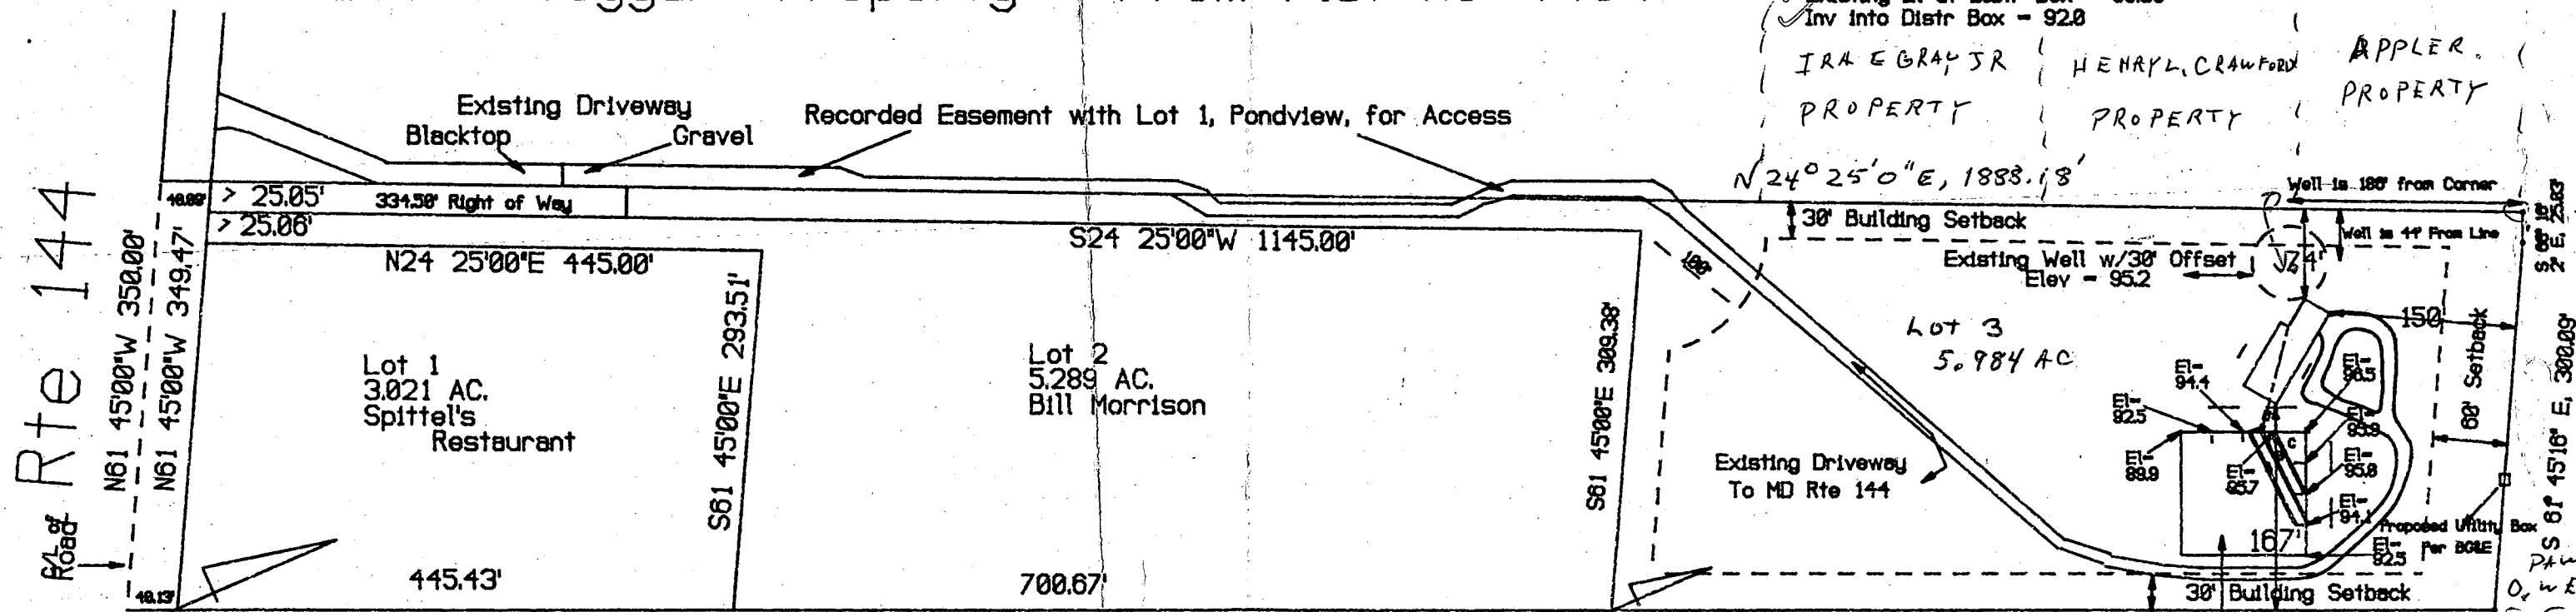 Inv into Distr Box - 92.0
IRA E GRAY JR
PROPERTY
HENRY L, CRAWFORD
PROPERTY
APPLER.
PROPERTY
Existing Driveway
Blacktop
Gravel
Recorded Easement with Lot 1, Pondview, for Access
N 24° 25' 0" E, 1883.18'
Well is 186' from Corner
> 25.05'
334.50' Right of Way
> 25.06'
30' Building Setback
Well is 44' From Line
S24 25'00"W 1145.00'
N24 25'00"E 445.00'
Existing Well w/30' Offset
Elev - 95.2
100'
Rte 144
N61 45'00"W 350.00'
N61 45'00"W 349.47'
Lot 1
3.021 AC.
Spittel's
Restaurant
S61 45'00"E 293.51'
Lot 2
5.289 AC.
Bill Morrison
S61 45'00"E 309.38'
Lot 3
5.984 AC
150
60' Setback
S 61° 45'16" E, 300.09'
2" E, 25.03'
El-
96.5
El-
94.4
El-
92.5
El-
95.9
C
El-
89.9
El-
95.7
El-
95.8
El-
94.1
El-
92.5
Existing Driveway
To MD Rte 144
Proposed Utility Box
Per BG&E
167'
C/L of
Road
40.13'
445.43'
700.67'
30' Building Setback